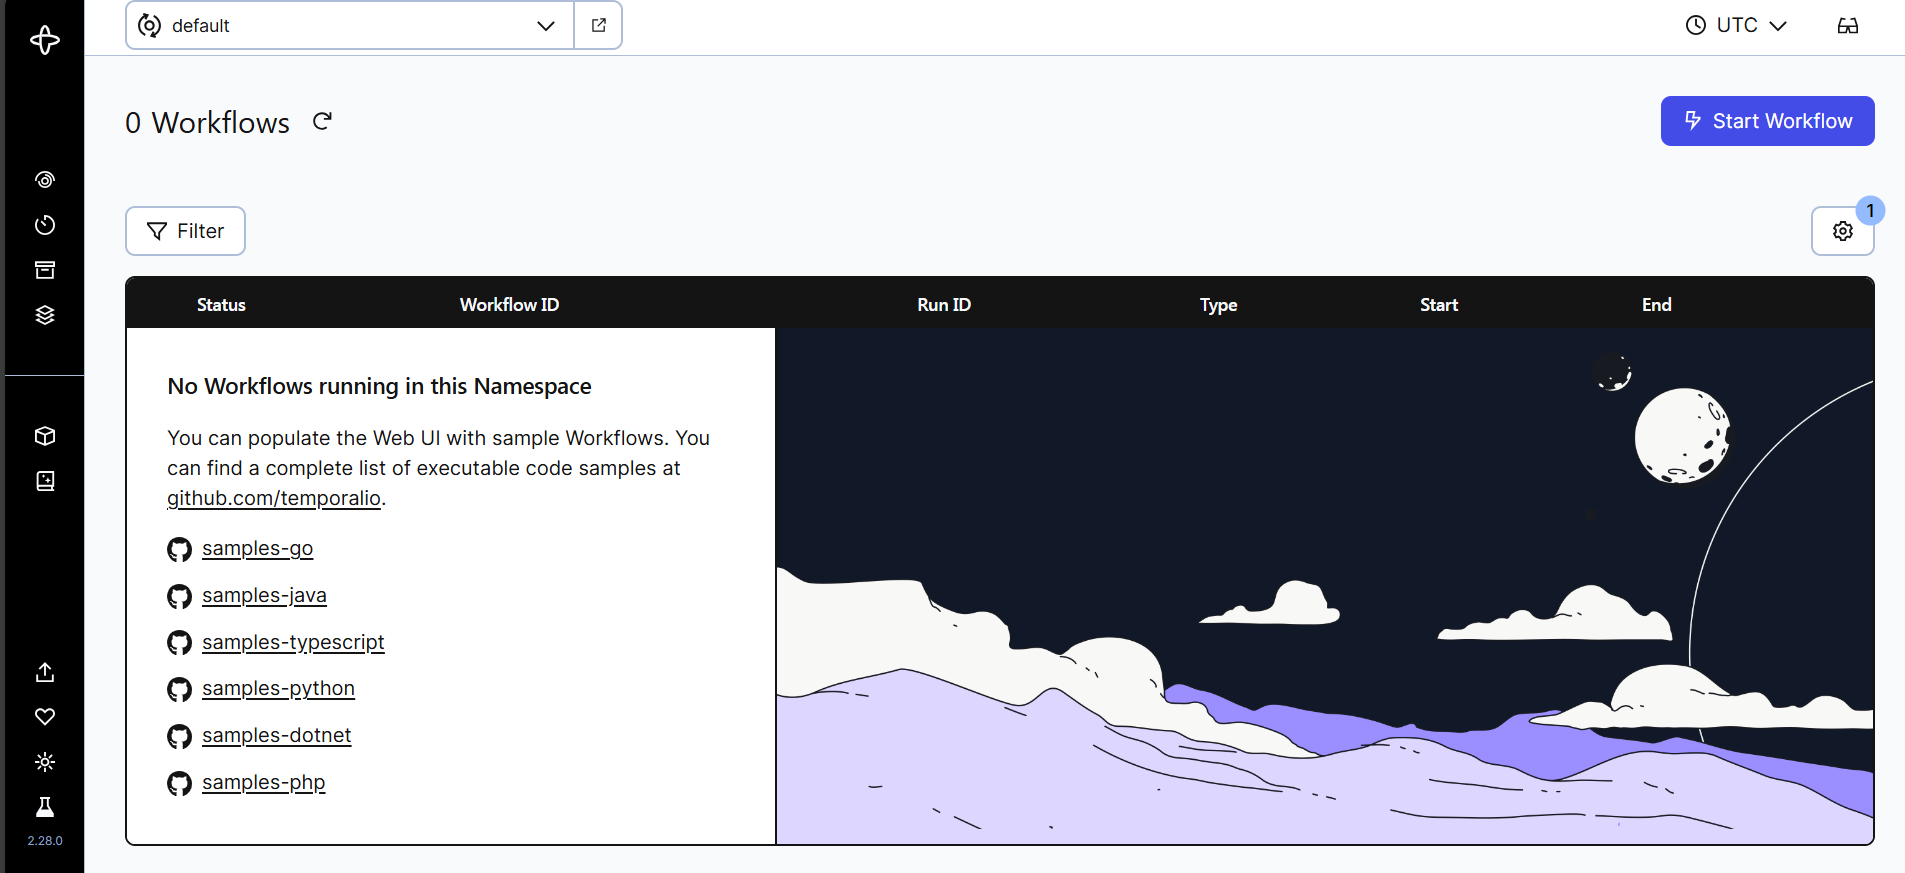 default
UTC
0 Workflows
Start Workflow
Filter
1
Status Workflow ID Run ID Type Start End
No Workflows running in this Namespace
You can populate the Web UI with sample Workflows. You
can find a complete list of executable code samples at
github.com/temporalio.
samples-go
samples-java
samples-typescript
samples-python
samples-dotnet
samples-php
2.28.0